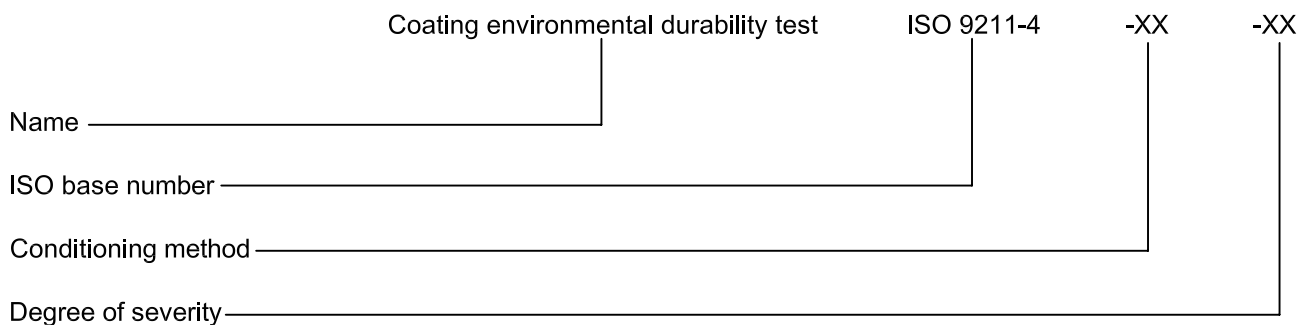 Coating environmental durability test ISO 9211-4 -XX -XX
Name
ISO base number
Conditioning method
Degree of severity